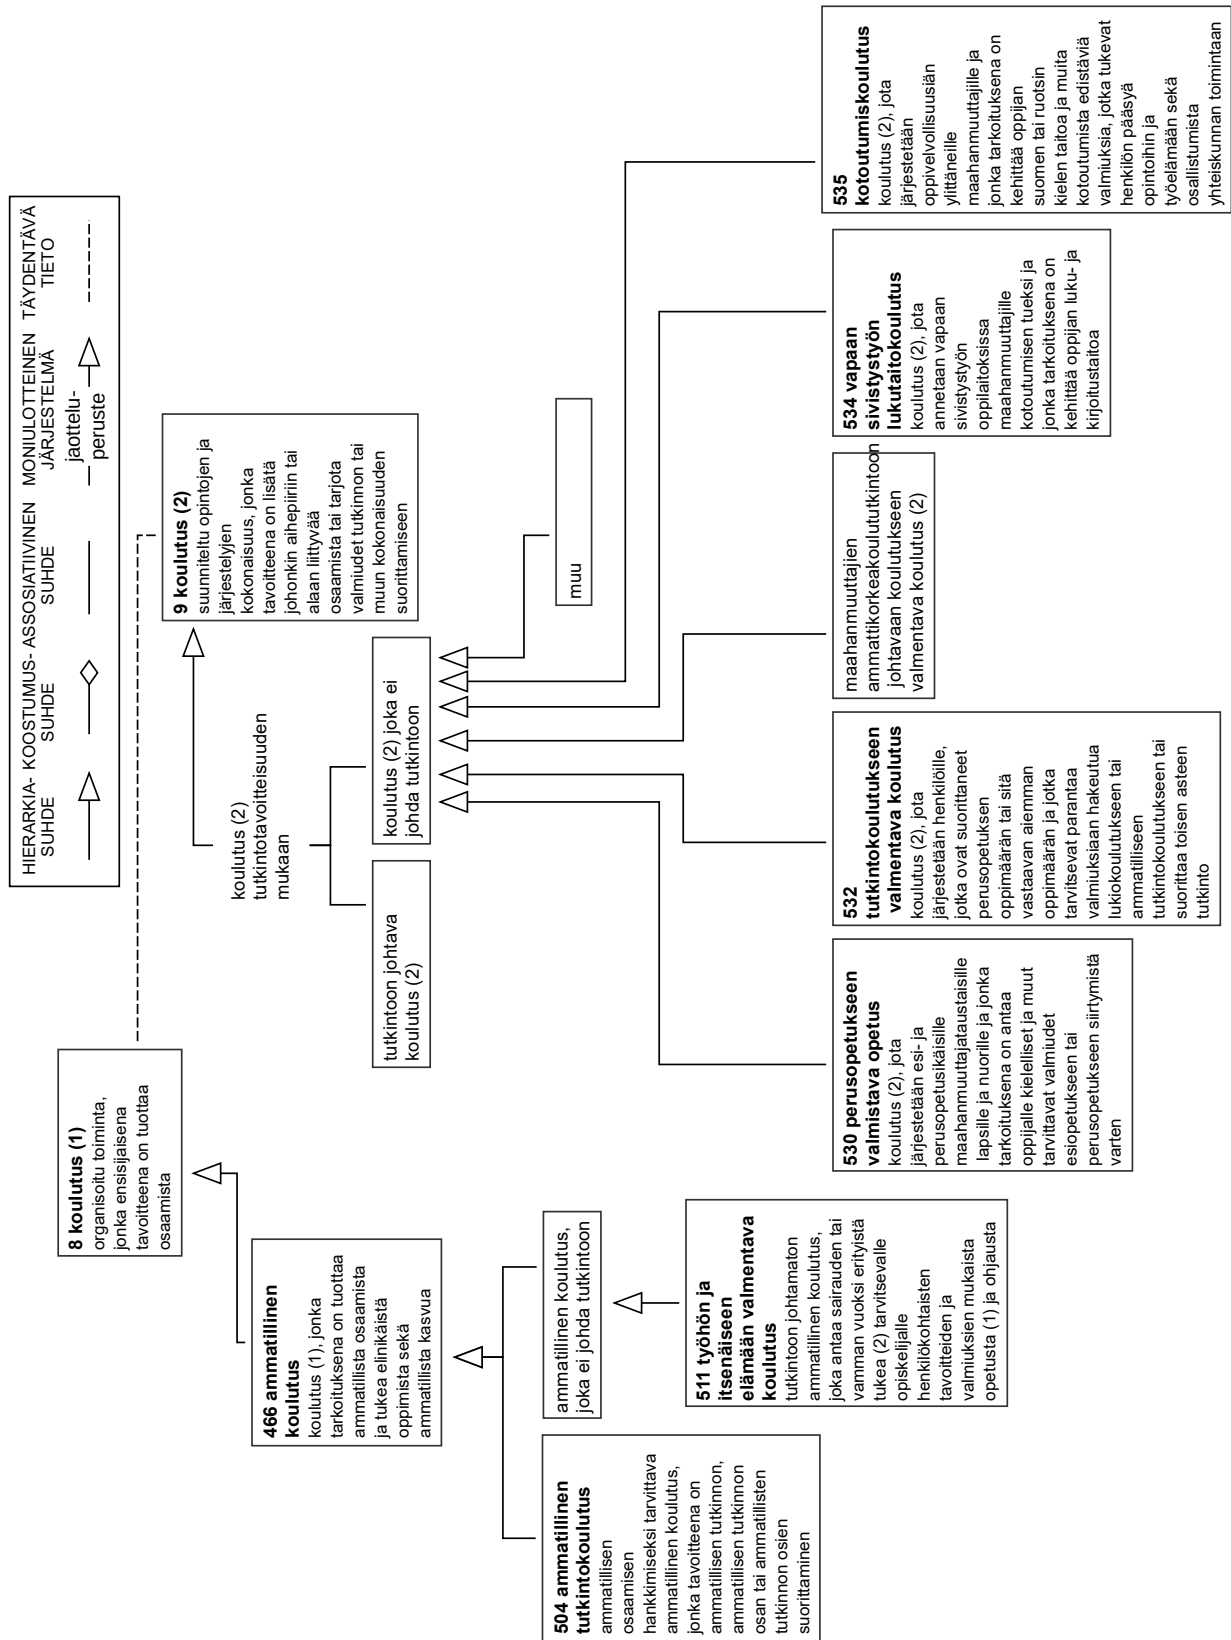 HIERARKIA- KOOSTUMUS- ASSOSIATIIVINEN MONIULOTTEINEN TÄYDENTÄVÄ
SUHDE SUHDE SUHDE JÄRJESTELMÄ TIETO
jaottelu-
peruste
8 koulutus (1)
organisoitu toiminta,
jonka ensisijaisena
tavoitteena on tuottaa
osaamista
9 koulutus (2)
suunniteltu opintojen ja
järjestelyjen
kokonaisuus, jonka
tavoitteena on lisätä
johonkin aihepiiriin tai
alaan liittyvää
osaamista tai tarjota
valmiudet tutkinnon tai
muun kokonaisuuden
suorittamiseen
466 ammatillinen
koulutus
koulutus (1), jonka
tarkoituksena on tuottaa
ammatillista osaamista
ja tukea elinikäistä
oppimista sekä
ammatillista kasvua
koulutus (2)
tutkintotavoitteisuuden
mukaan
tutkintoon johtava
koulutus (2)
koulutus (2) joka ei
johda tutkintoon
504 ammatillinen
tutkintokoulutus
ammatillisen
osaamisen
hankkimiseksi tarvittava
ammatillinen koulutus,
jonka tavoitteena on
ammatillisen tutkinnon,
ammatillisen tutkinnon
osan tai ammatillisten
tutkinnon osien
suorittaminen
ammatillinen koulutus,
joka ei johda tutkintoon
muu
511 työhön ja
itsenäiseen
elämään valmentava
koulutus
tutkintoon johtamaton
ammatillinen koulutus,
joka antaa sairauden tai
vamman vuoksi erityistä
tukea (2) tarvitsevalle
opiskelijalle
henkilökohtaisten
tavoitteiden ja
valmiuksien mukaista
opetusta (1) ja ohjausta
530 perusopetukseen
valmistava opetus
koulutus (2), jota
järjestetään esi- ja
perusopetusikäisille
maahanmuuttajataustaisille
lapsille ja nuorille ja jonka
tarkoituksena on antaa
oppijalle kielelliset ja muut
tarvittavat valmiudet
esiopetukseen tai
perusopetukseen siirtymistä
varten
532
tutkintokoulutukseen
valmentava koulutus
koulutus (2), jota
järjestetään henkilöille,
jotka ovat suorittaneet
perusopetuksen
oppimäärän tai sitä
vastaavan aiemman
oppimäärän ja jotka
tarvitsevat parantaa
valmiuksiaan hakeutua
lukiokoulutukseen tai
ammatilliseen
tutkintokoulutukseen tai
suorittaa toisen asteen
tutkinto
maahanmuuttajien
ammattikorkeakoulututkintoon
johtavaan koulutukseen
valmentava koulutus (2)
534 vapaan
sivistystyön
lukutaitokoulutus
koulutus (2), jota
annetaan vapaan
sivistystyön
oppilaitoksissa
maahanmuuttajille
kotoutumisen tueksi ja
jonka tarkoituksena on
kehittää oppijan luku- ja
kirjoitustaitoa
535
kotoutumiskoulutus
koulutus (2), jota
järjestetään
oppivelvollisuusiän
ylittäneille
maahanmuuttajille ja
jonka tarkoituksena on
kehittää oppijan
suomen tai ruotsin
kielen taitoa ja muita
kotoutumista edistäviä
valmiuksia, jotka tukevat
henkilön pääsyä
opintoihin ja
työelämään sekä
osallistumista
yhteiskunnan toimintaan